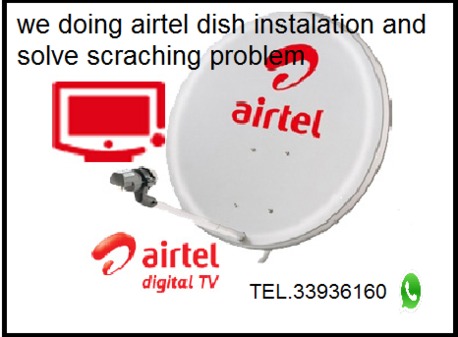 we doing airtel dish instalation and
solve scraching problem
airtel
airtel
digital TV
TEL.33936160